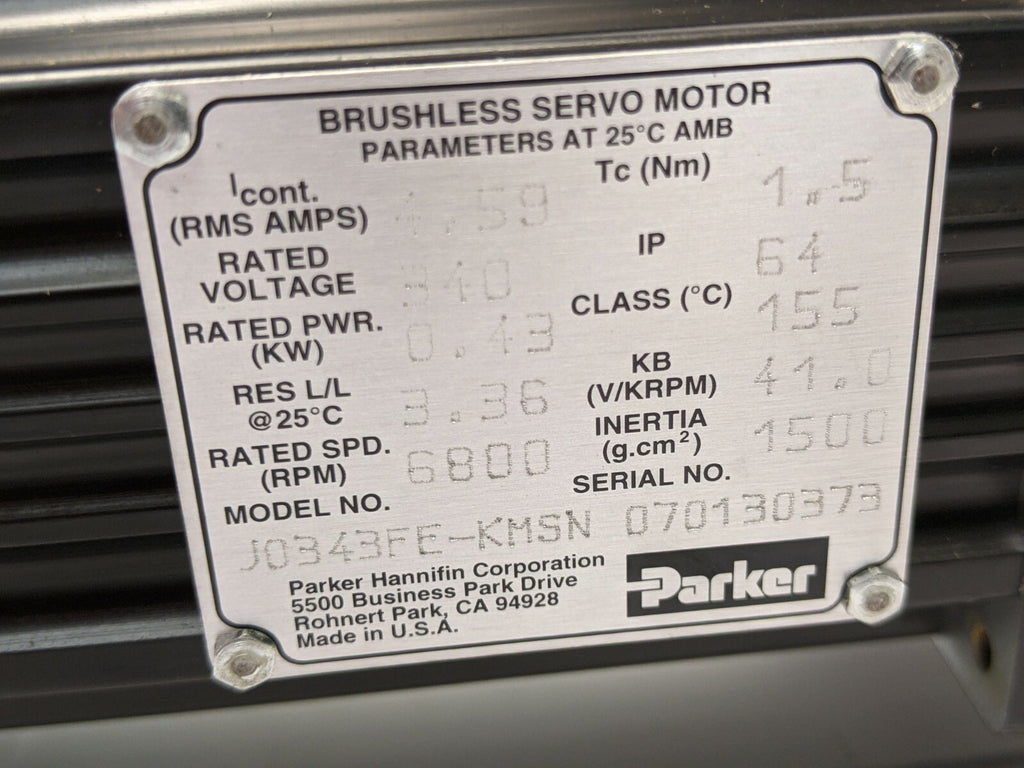 BRUSHLESS SERVO MOTOR
PARAMETERS AT 25°C AMB
Icont.
(RMS AMPS)
Tc (Nm) 1.5
RATED
VOLTAGE 340
IP 64
RATED PWR.
(KW) 0.43
CLASS (°C) 155
RES L/L
@25°C 3.36
KB
(V/KRPM) 41.0
RATED SPD.
(RPM) 6800
INERTIA
(g.cm²) 1500
MODEL NO. SERIAL NO.
J0343FE-KMSN 070130373
Parker Hannifin Corporation
5500 Business Park Drive
Rohnert Park, CA 94928
Made in U.S.A.
Parker